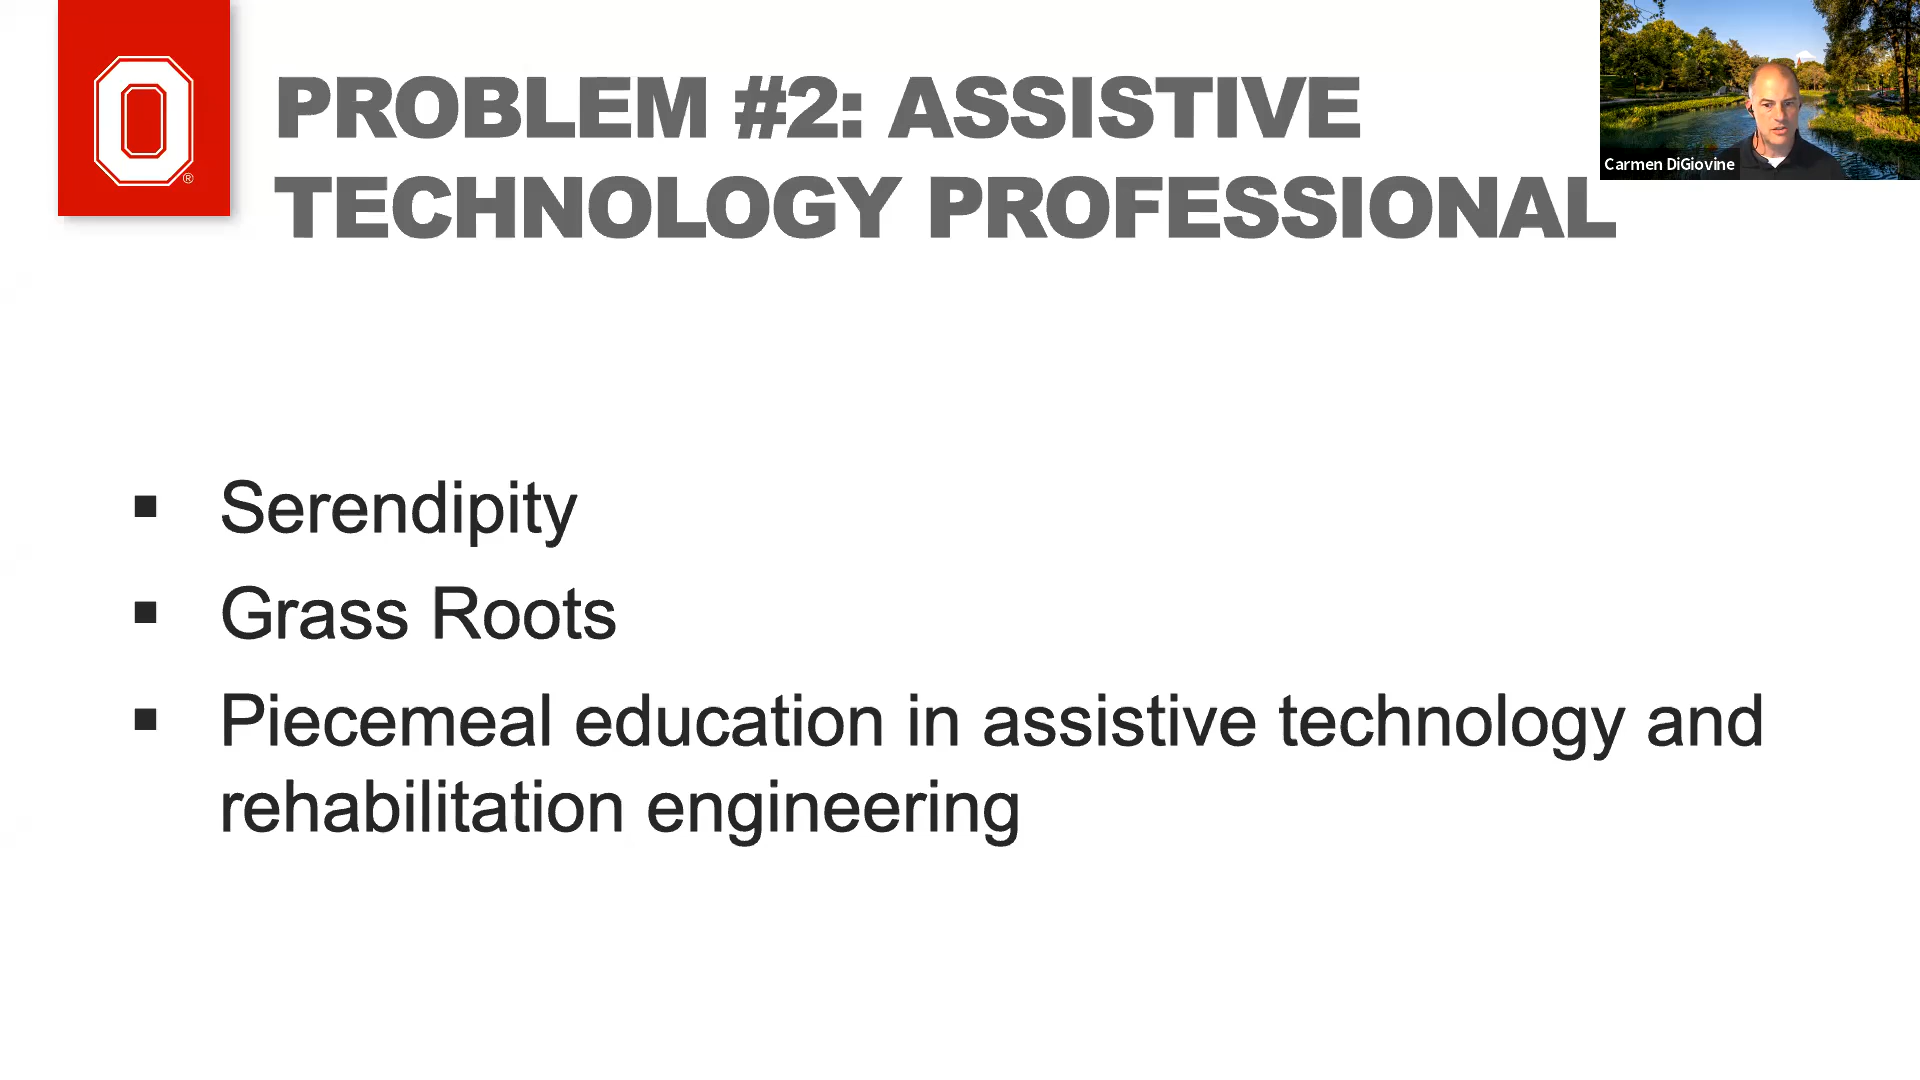 O
®
PROBLEM #2: ASSISTIVE
TECHNOLOGY PROFESSIONAL
Carmen DiGiovine
▪ Serendipity
▪ Grass Roots
▪ Piecemeal education in assistive technology and
rehabilitation engineering